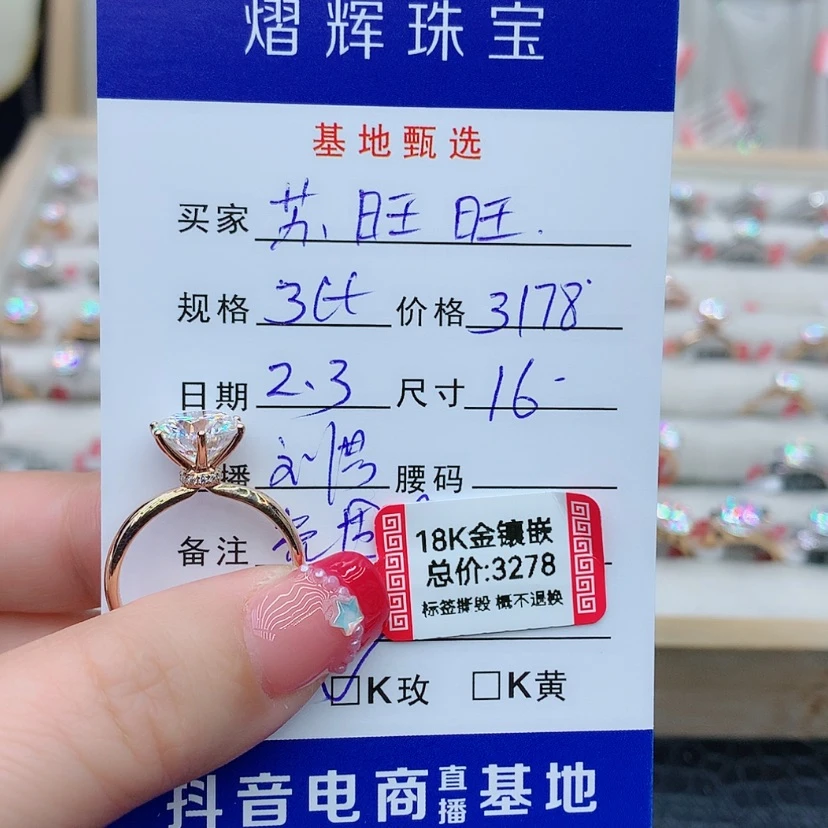 熠辉珠宝
基地甄选
买家 苏旺旺.
规格 3ct 价格 3178
日期 2.3 尺寸 16-
播 腰码
备注
18K金镶嵌
总价:3278
标签撕毁 概不退换
☑K玫 □K黄
抖音电商直播基地